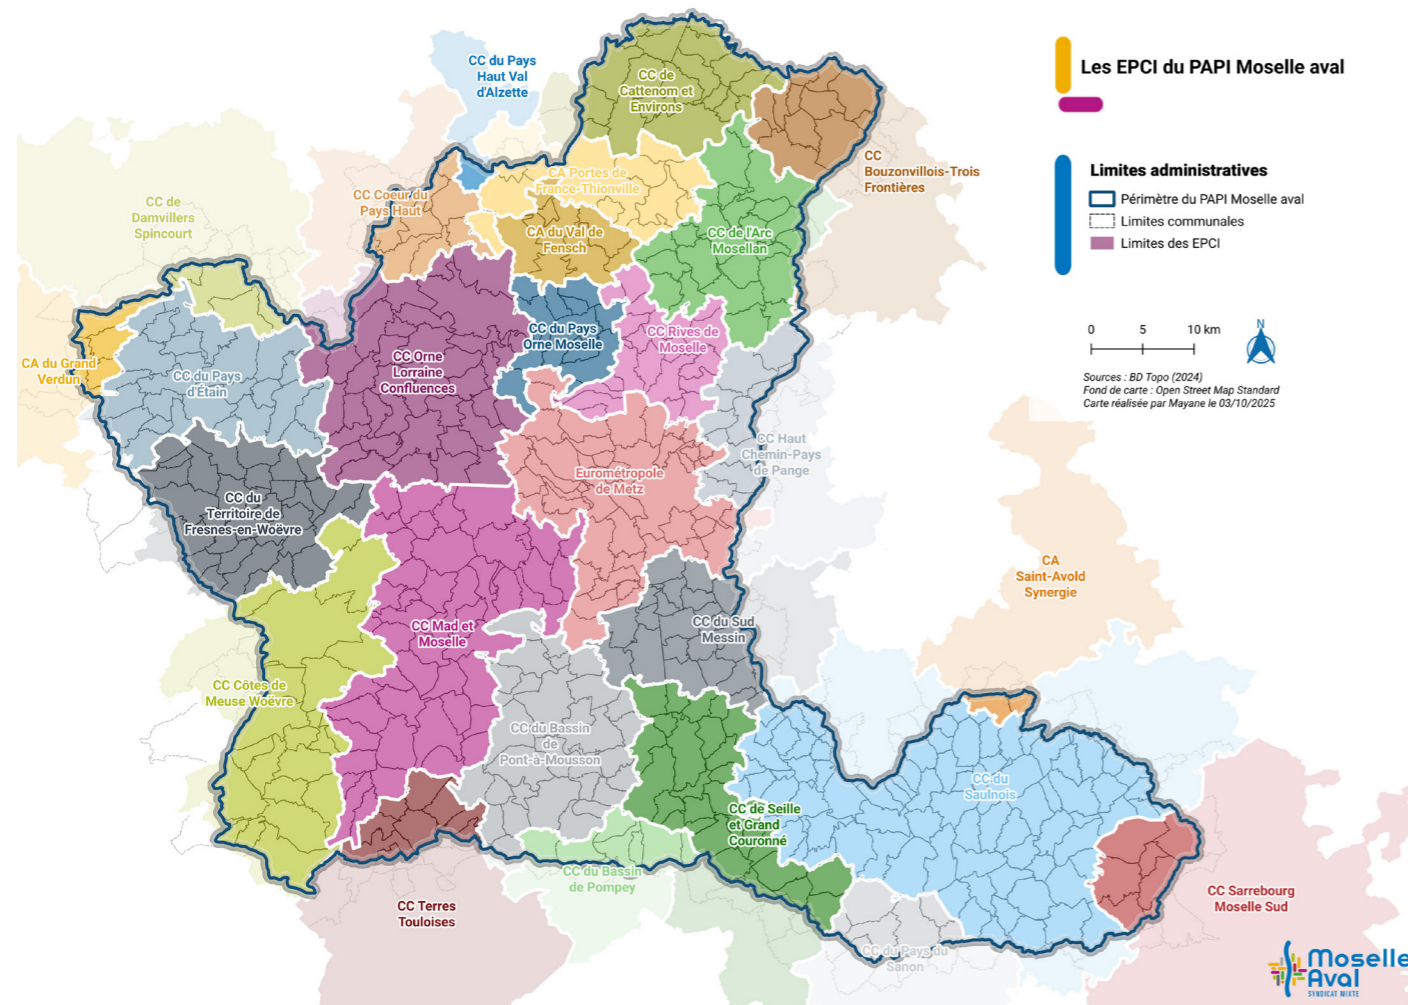 Les EPCI du PAPI Moselle aval
Limites administratives
Périmètre du PAPI Moselle aval
Limites communales
Limites des EPCI
0 5 10 km
N
Sources : BD Topo (2024)
Fond de carte : Open Street Map Standard
Carte réalisée par Mayane le 03/10/2025
CC du Pays
Haut Val
d'Alzette
CC de
Cattenom et
Environs
CC
Bouzonvillois-Trois
Frontières
CC Coeur du
Pays Haut
CA Portes de
France-Thionville
CC de
Damvillers
Spincourt
CA du Val de
Fensch
CC de l'Arc
Mosellan
CC du Pays
Orne Moselle
CC Rives de
Moselle
CA du Grand
Verdun
CC du Pays
d'Étain
CC Orne
Lorraine
Confluences
CC Haut
Chemin-Pays
de Pange
Eurométropole
de Metz
CC du
Territoire de
Fresnes-en-Woëvre
CA
Saint-Avold
Synergie
CC Mad et
Moselle
CC du Sud
Messin
CC Côtes de
Meuse Woëvre
CC du Bassin
de
Pont-à-Mousson
CC du
Saulnois
CC de Seille
et Grand
Couronné
CC du Bassin
de Pompey
CC Terres
Touloises
CC Sarrebourg
Moselle Sud
CC du Pays du
Sanon
Moselle
Aval
SYNDICAT MIXTE